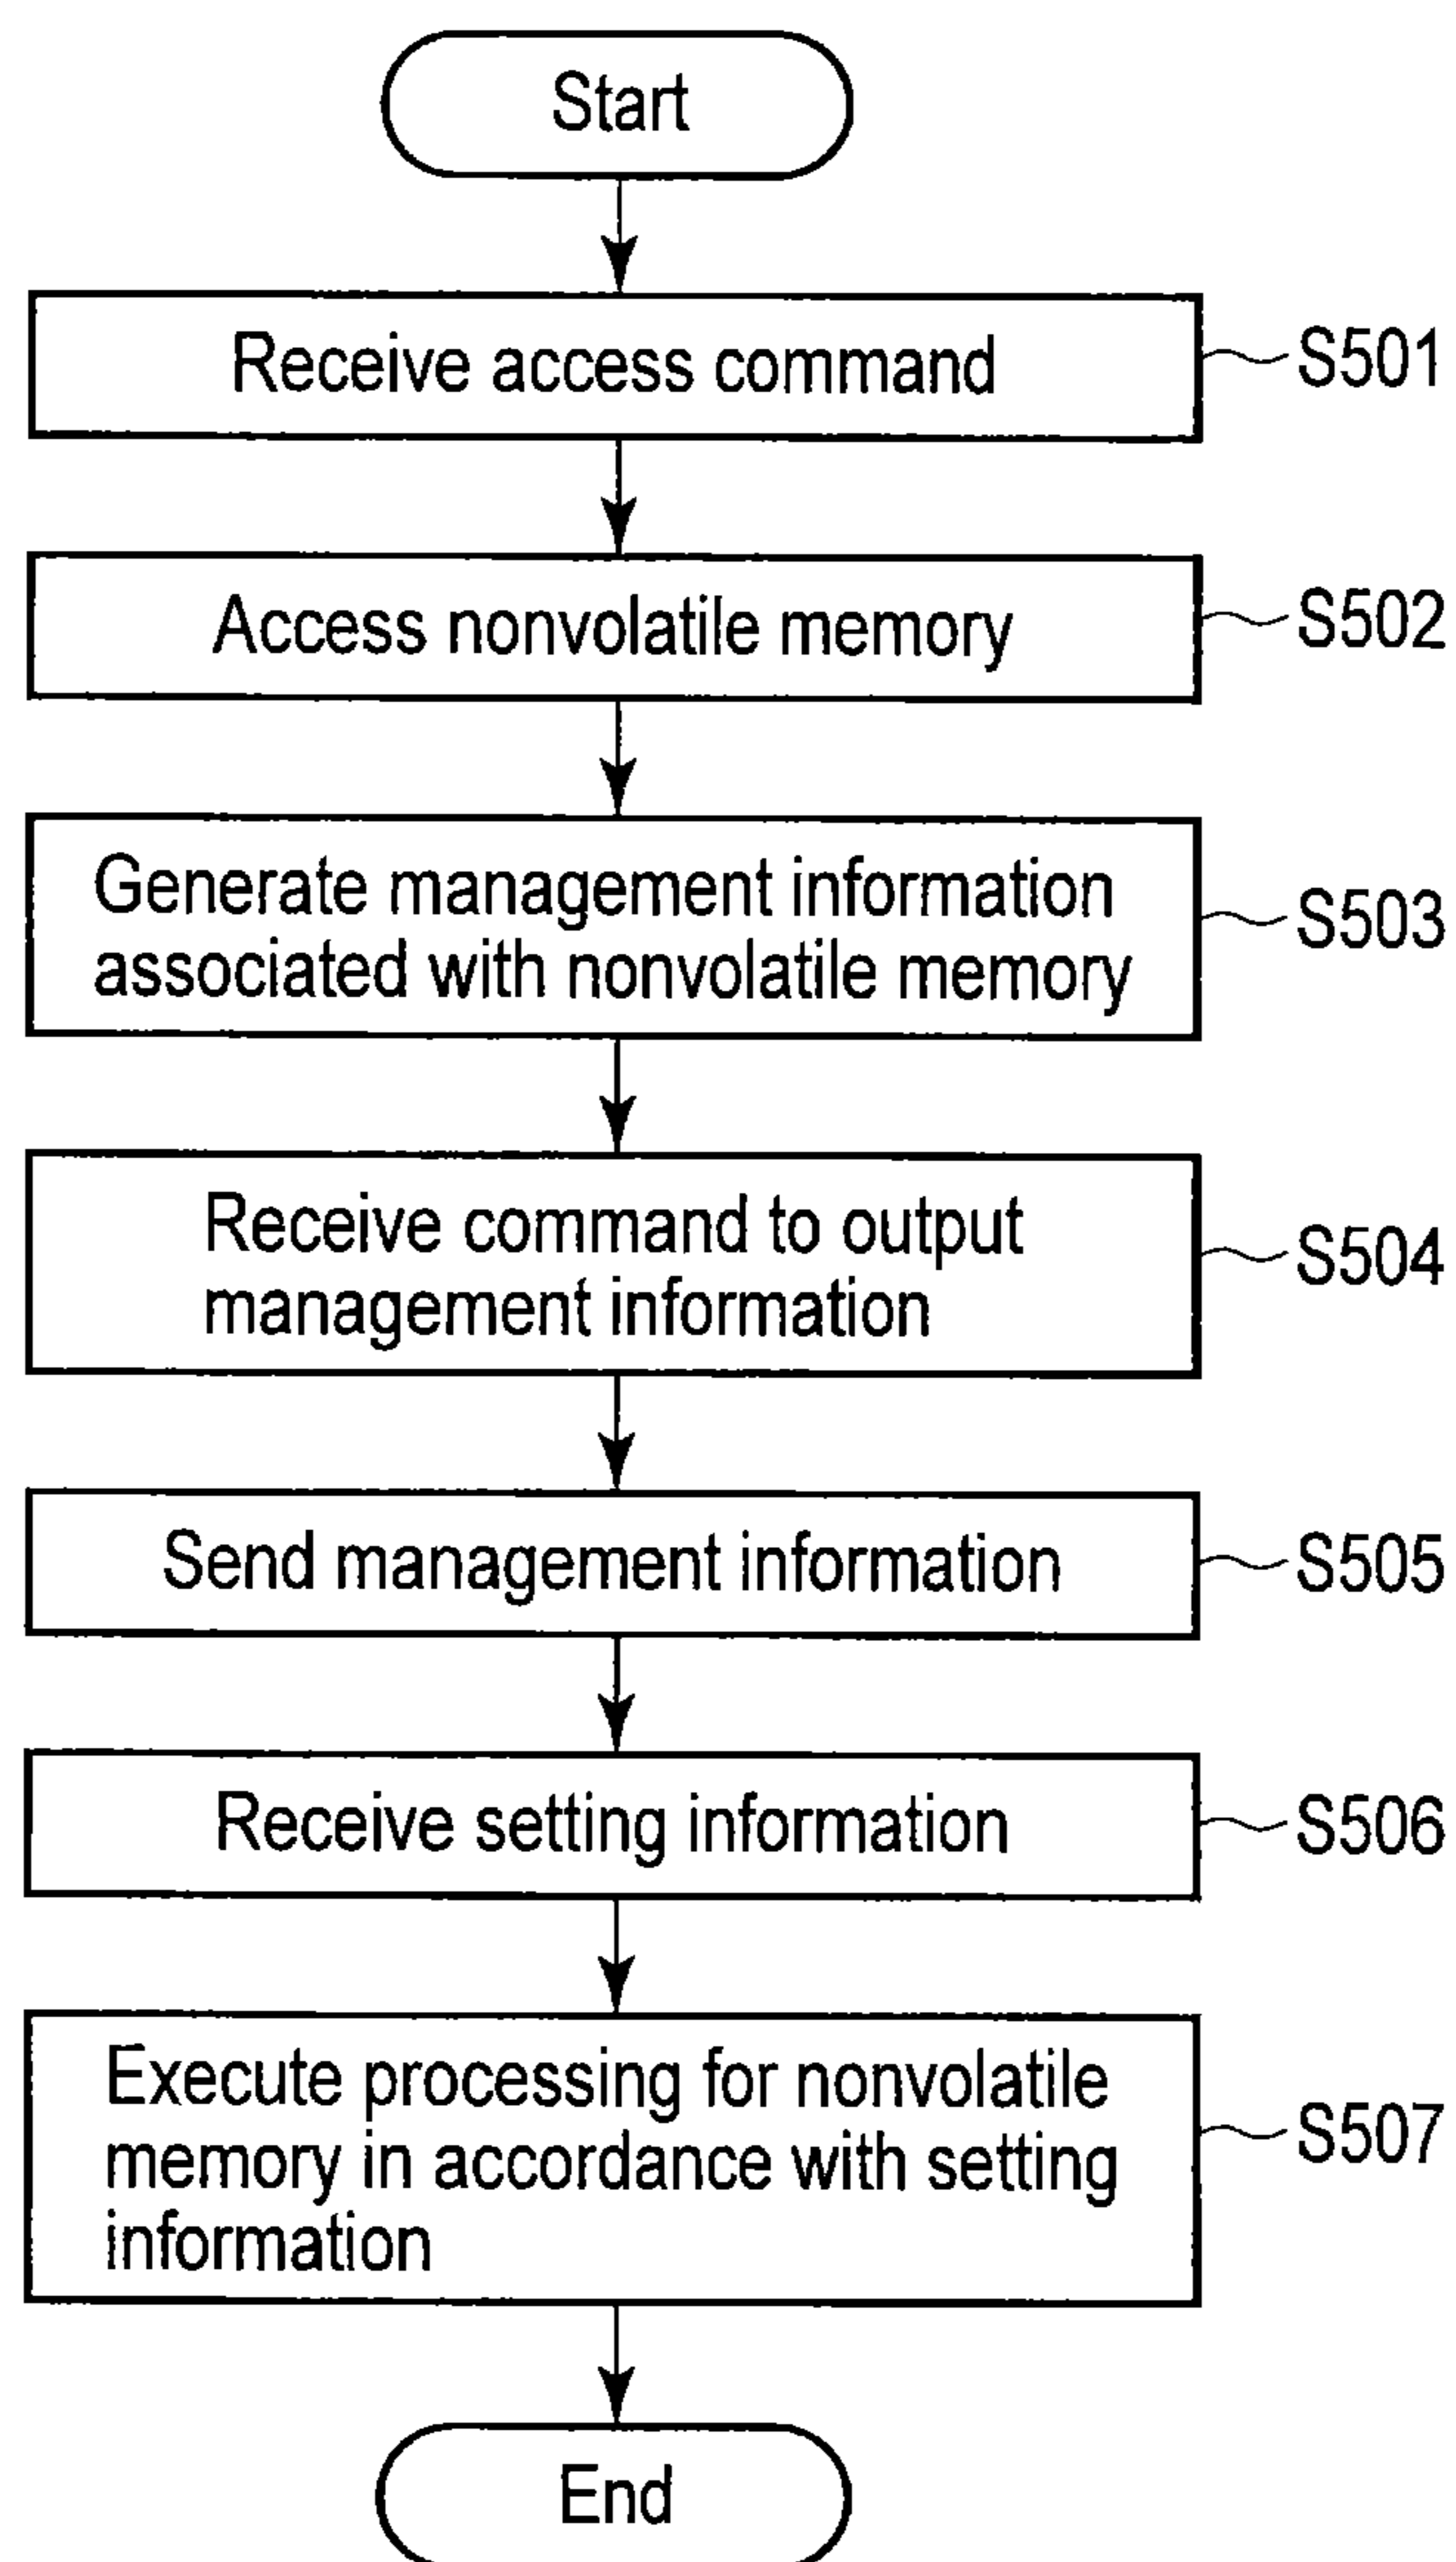 Start
Receive access command
S501
Access nonvolatile memory
S502
Generate management information
associated with nonvolatile memory
S503
Receive command to output
management information
S504
Send management information
S505
Receive setting information
S506
Execute processing for nonvolatile
memory in accordance with setting
information
S507
End